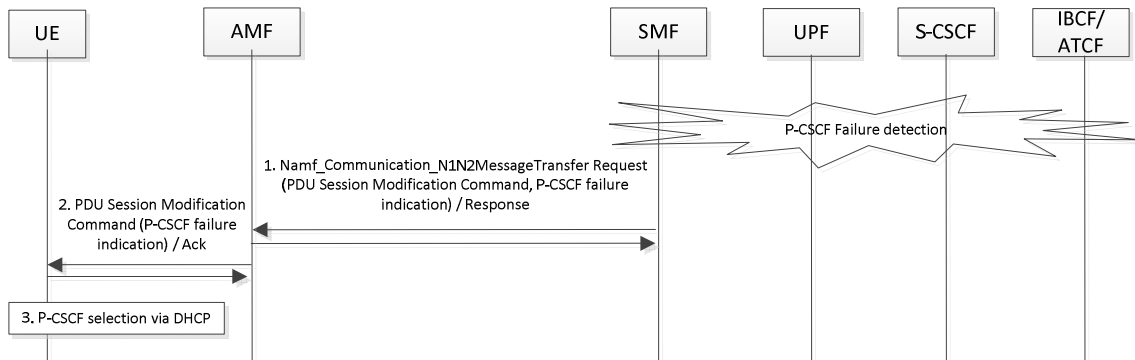 UE
AMF
SMF
UPF
S-CSCF
IBCF/
ATCF
P-CSCF Failure detection
1. Namf_Communication_N1N2MessageTransfer Request
(PDU Session Modification Command, P-CSCF failure
indication) / Response
2. PDU Session Modification
Command (P-CSCF failure
indication) / Ack
3. P-CSCF selection via DHCP